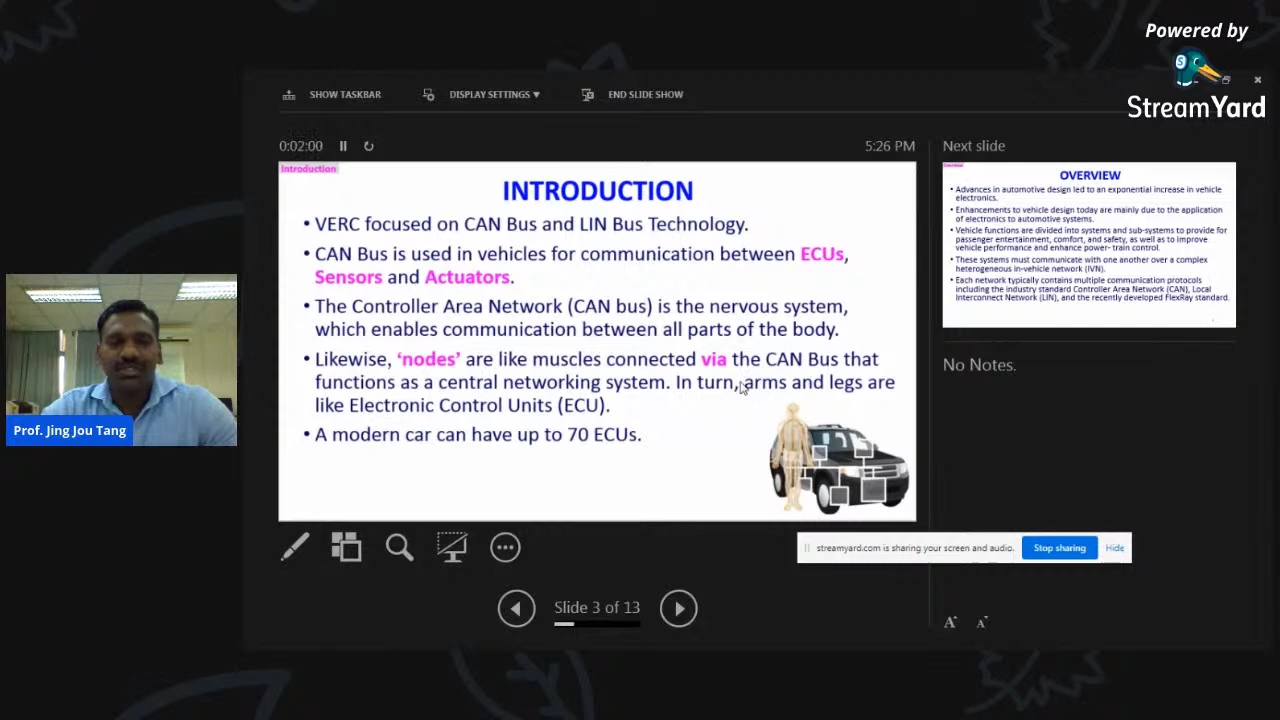 Powered by
StreamYard
SHOW TASKBAR
DISPLAY SETTINGS ▼
END SLIDE SHOW
0:02:00
5:26 PM
Next slide
Introduction
INTRODUCTION
• VERC focused on CAN Bus and LIN Bus Technology.
• CAN Bus is used in vehicles for communication between ECUs,
Sensors and Actuators.
• The Controller Area Network (CAN bus) is the nervous system,
which enables communication between all parts of the body.
• Likewise, ‘nodes’ are like muscles connected via the CAN Bus that
functions as a central networking system. In turn, arms and legs are
like Electronic Control Units (ECU).
• A modern car can have up to 70 ECUs.
OVERVIEW
• Advances in automotive design led to an exponential increase in vehicle
electronics.
• Enhancements to vehicle design today are mainly due to the application
of electronics to automotive systems.
• Vehicle functions are divided into systems and sub-systems to provide for
passenger entertainment, comfort, and safety, as well as to improve
vehicle performance and enhance power- train control.
• These systems must communicate with one another over a complex
heterogeneous in-vehicle network (IVN).
• Each network typically contains multiple communication protocols
including the industry standard Controller Area Network (CAN), Local
Interconnect Network (LIN), and the recently developed FlexRay standard.
No Notes.
Prof. Jing Jou Tang
streamyard.com is sharing your screen and audio.
Stop sharing
Hide
Slide 3 of 13
A
A